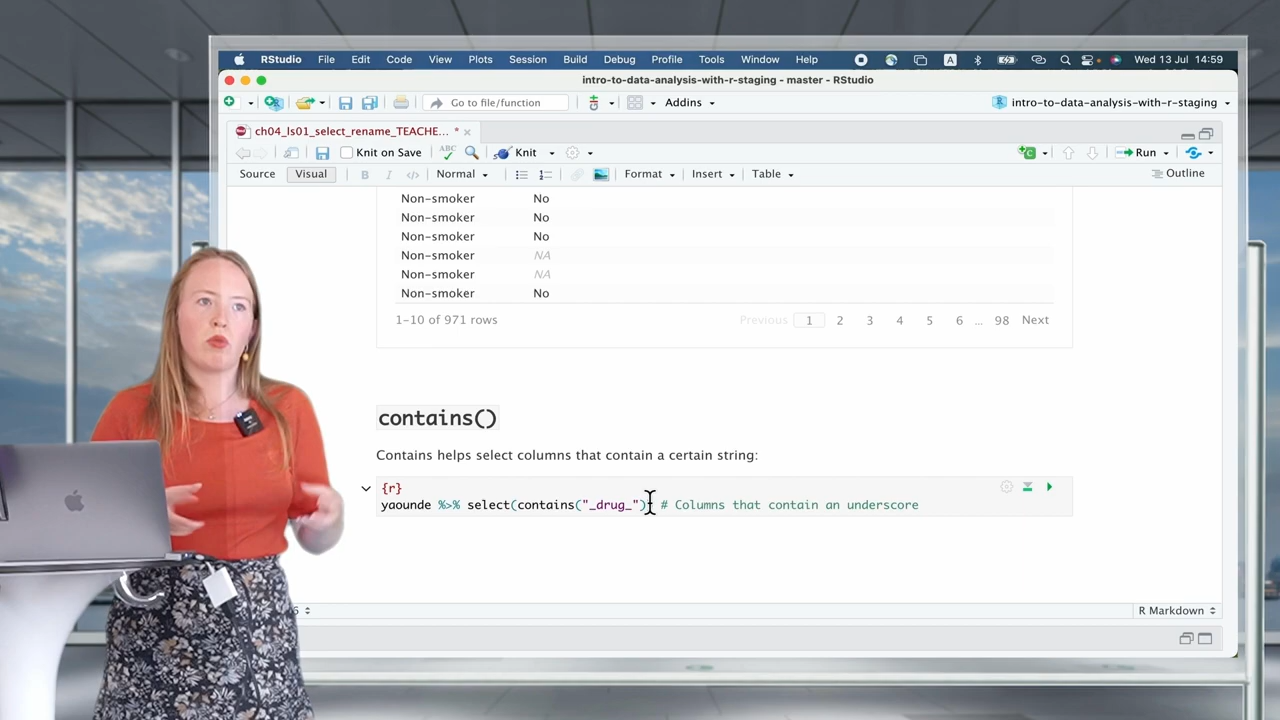 RStudio File Edit Code View Plots Session Build Debug Profile Tools Window Help A Wed 13 Jul 14:59
intro-to-data-analysis-with-r-staging - master - RStudio
Go to file/function Addins intro-to-data-analysis-with-r-staging
ch04_ls01_select_rename_TEACHE... *
Knit on Save ABC Knit Run
Source Visual B I </> Normal Format Insert Table Outline
Non-smoker No
Non-smoker No
Non-smoker No
Non-smoker NA
Non-smoker NA
Non-smoker No
1-10 of 971 rows Previous 1 2 3 4 5 6 ... 98 Next
contains()
Contains helps select columns that contain a certain string:
{r}
yaounde %>% select(contains("_drug_") # Columns that contain an underscore
R Markdown